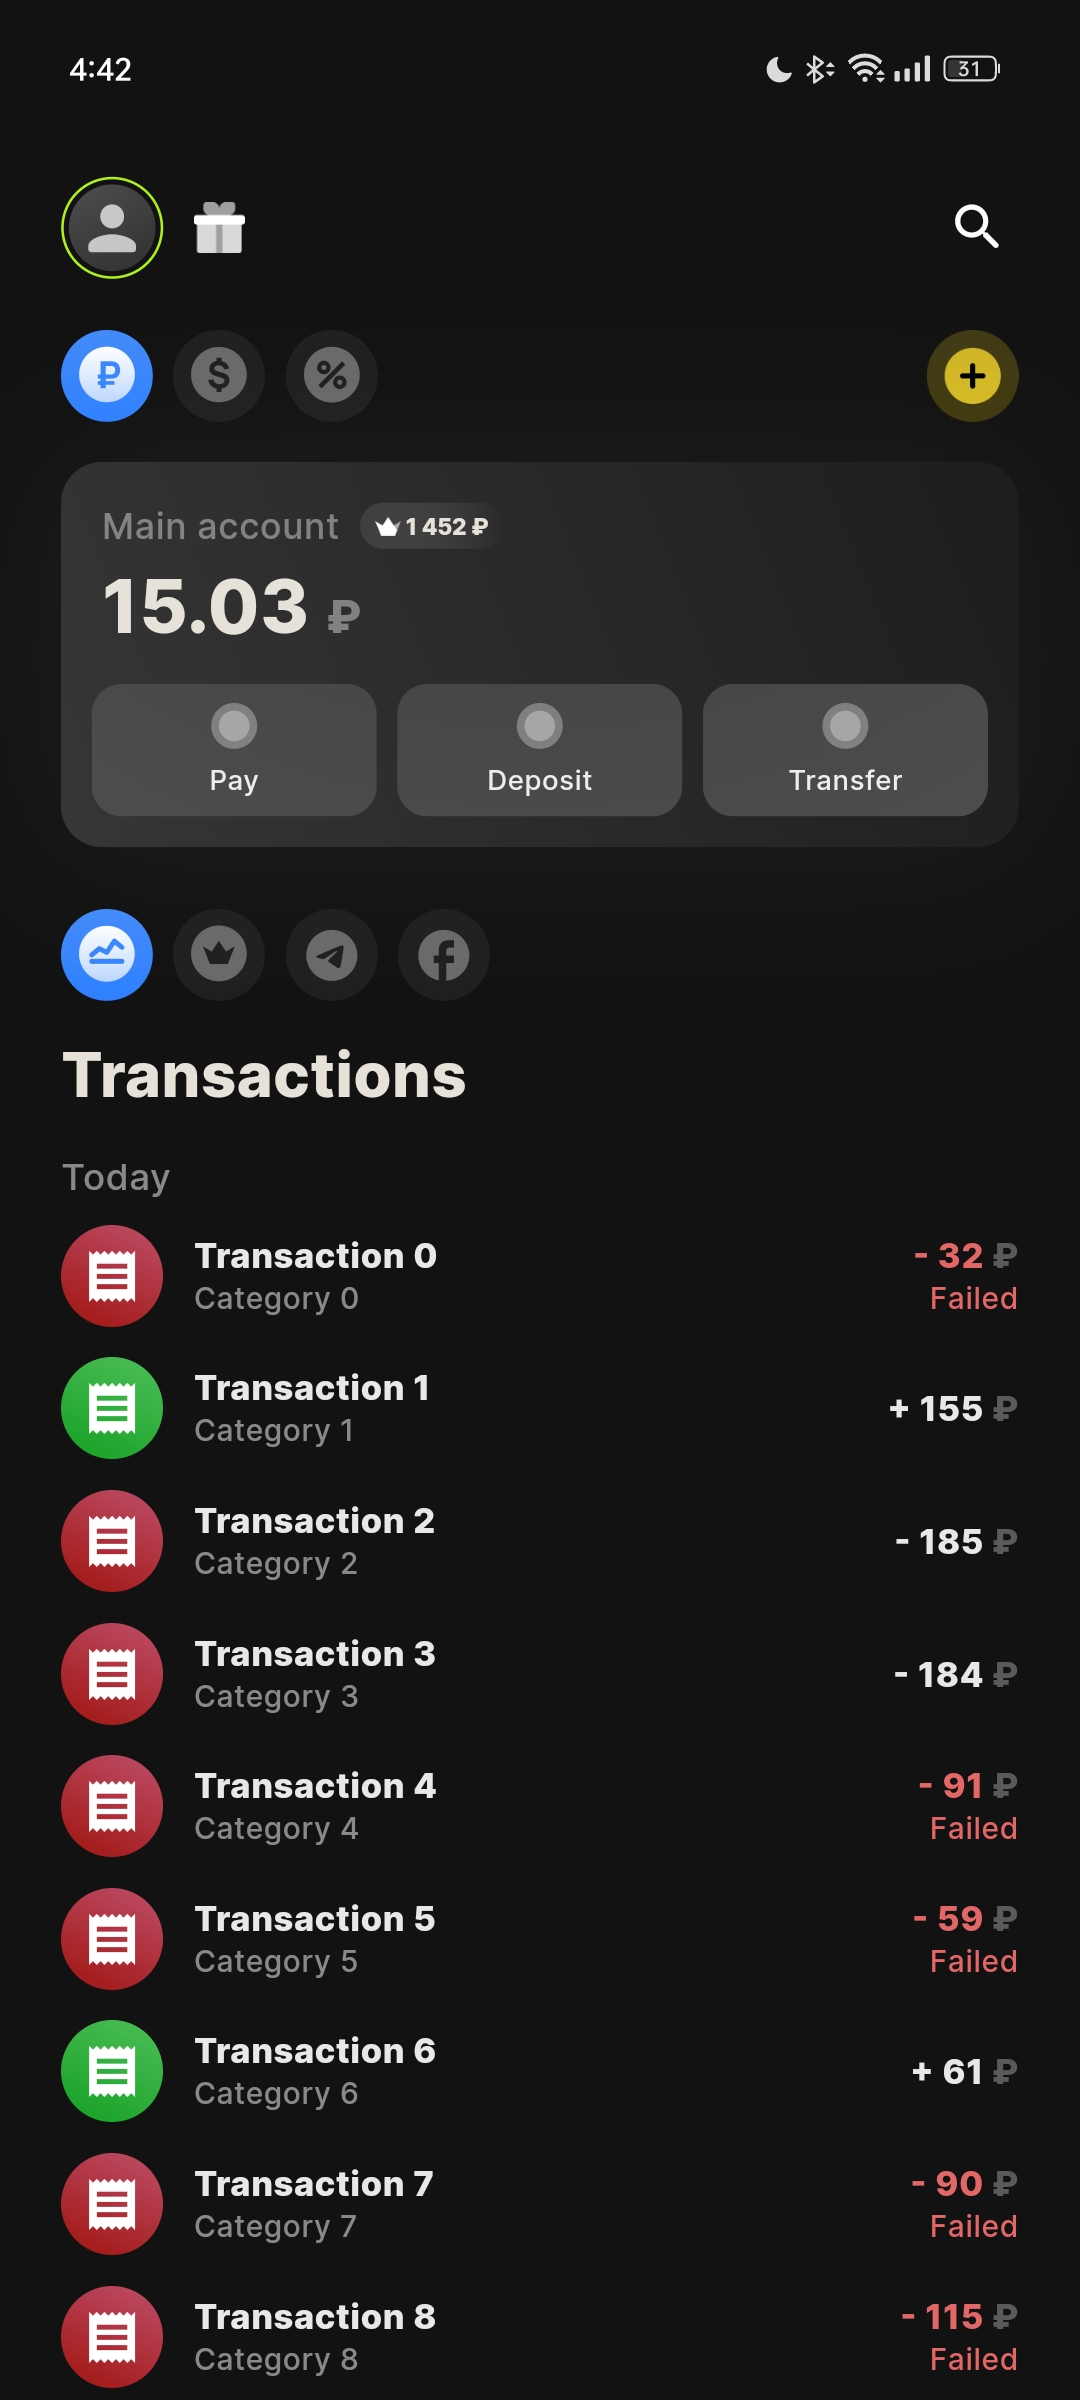 4:42
31
Main account 1 452 ₽
15.03 ₽
Pay
Deposit
Transfer
Transactions
Today
Transaction 0
Category 0
- 32 ₽
Failed
Transaction 1
Category 1
+ 155 ₽
Transaction 2
Category 2
- 185 ₽
Transaction 3
Category 3
- 184 ₽
Transaction 4
Category 4
- 91 ₽
Failed
Transaction 5
Category 5
- 59 ₽
Failed
Transaction 6
Category 6
+ 61 ₽
Transaction 7
Category 7
- 90 ₽
Failed
Transaction 8
Category 8
- 115 ₽
Failed